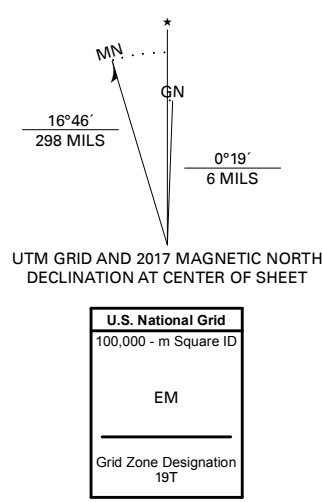 MN
GN
16°46´
298 MILS
0°19´
6 MILS
UTM GRID AND 2017 MAGNETIC NORTH
DECLINATION AT CENTER OF SHEET
U.S. National Grid
100,000 - m Square ID
EM
Grid Zone Designation
19T